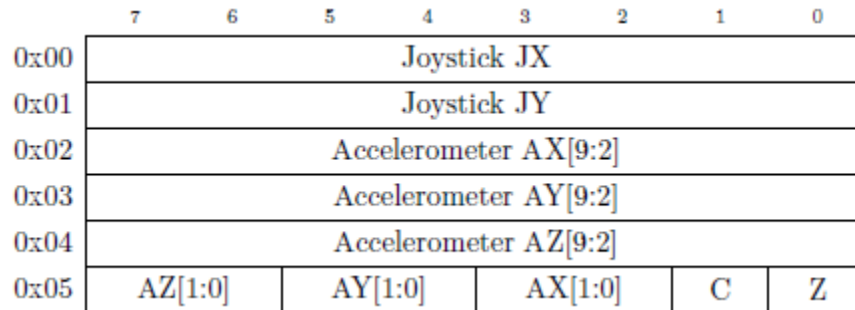 7 6 5 4 3 2 1 0
0x00 Joystick JX
0x01 Joystick JY
0x02 Accelerometer AX[9:2]
0x03 Accelerometer AY[9:2]
0x04 Accelerometer AZ[9:2]
0x05 AZ[1:0] AY[1:0] AX[1:0] C Z